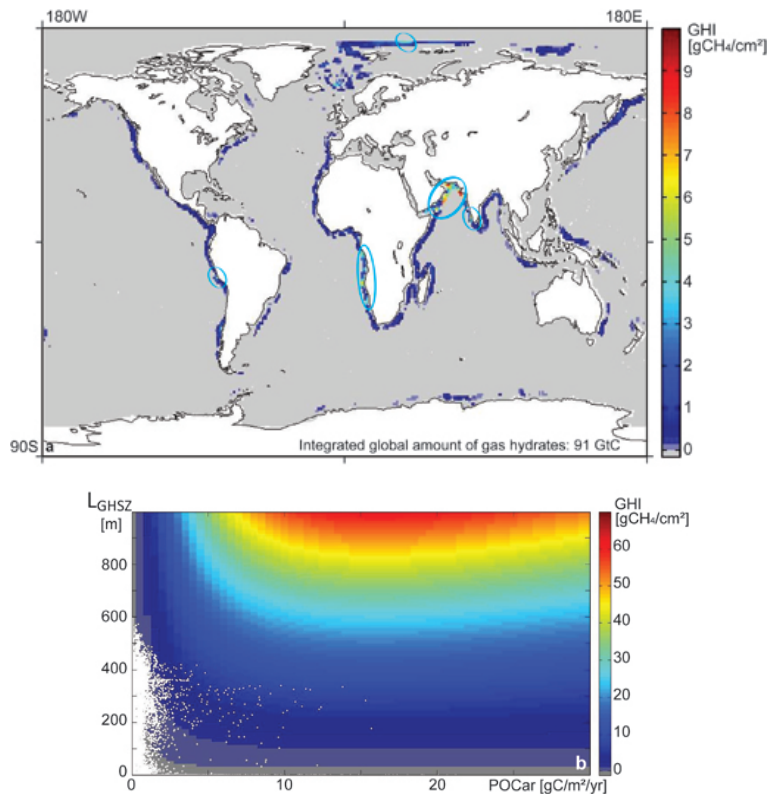 180W 180E
GHI
[gCH₄/cm²]
9
8
7
6
5
4
3
2
1
0
90S a Integrated global amount of gas hydrates: 91 GtC
L_GHSZ
[m]
GHI
[gCH₄/cm²]
800
600
400
200
0
60
50
40
30
20
10
0
b
0 10 20
POCar [gC/m²/yr]